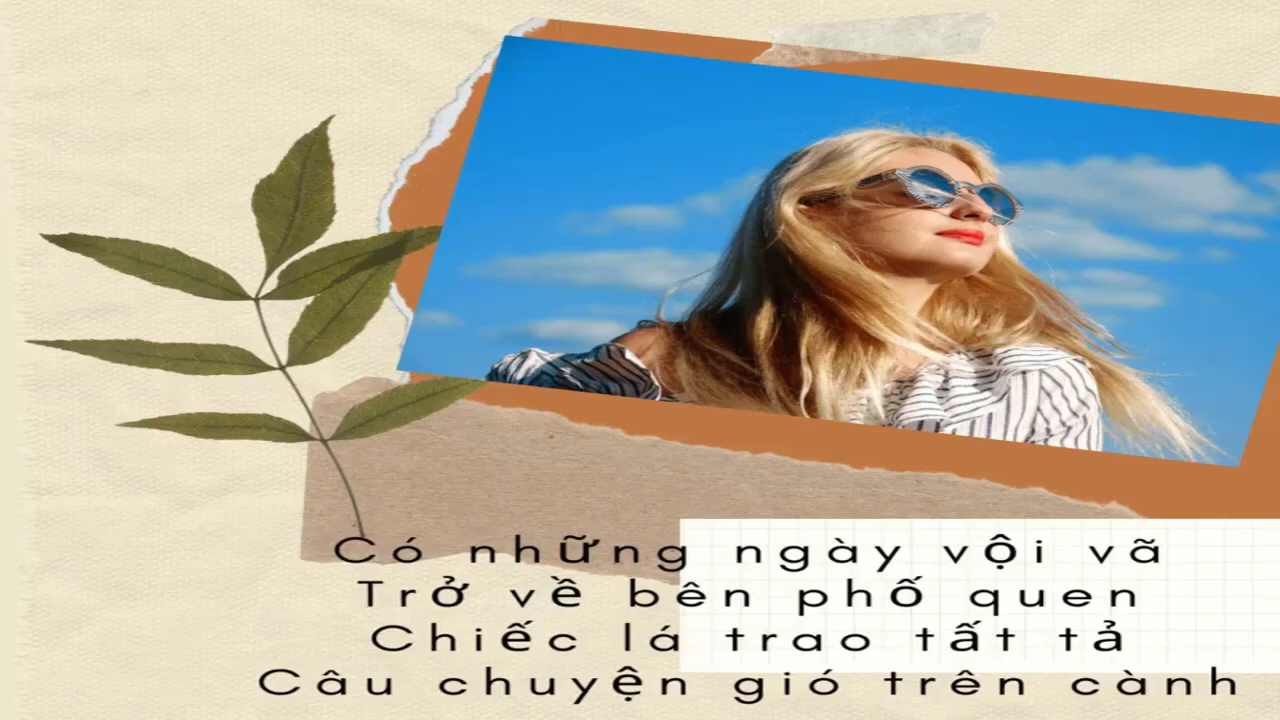 Có những ngày vội vã
Trở về bên phố quen
Chiếc lá trao tất tả
Câu chuyện gió trên cành